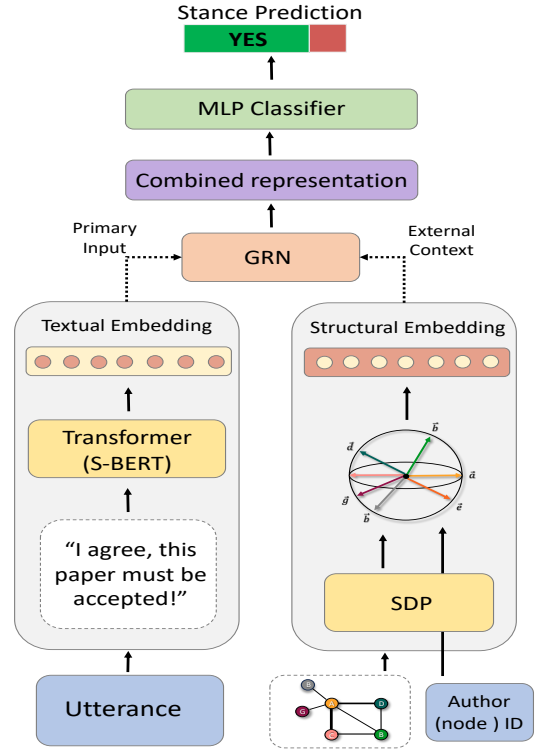 Stance Prediction
YES
MLP Classifier
Combined representation
Primary
Input
External
Context
GRN
Textual Embedding
Transformer
(S-BERT)
“I agree, this
paper must be
accepted!”
Utterance
Structural Embedding
b⃗
d⃗
a⃗
g⃗
e⃗
b⃗
SDP
B
A
D
G
C
B
Author
(node ) ID